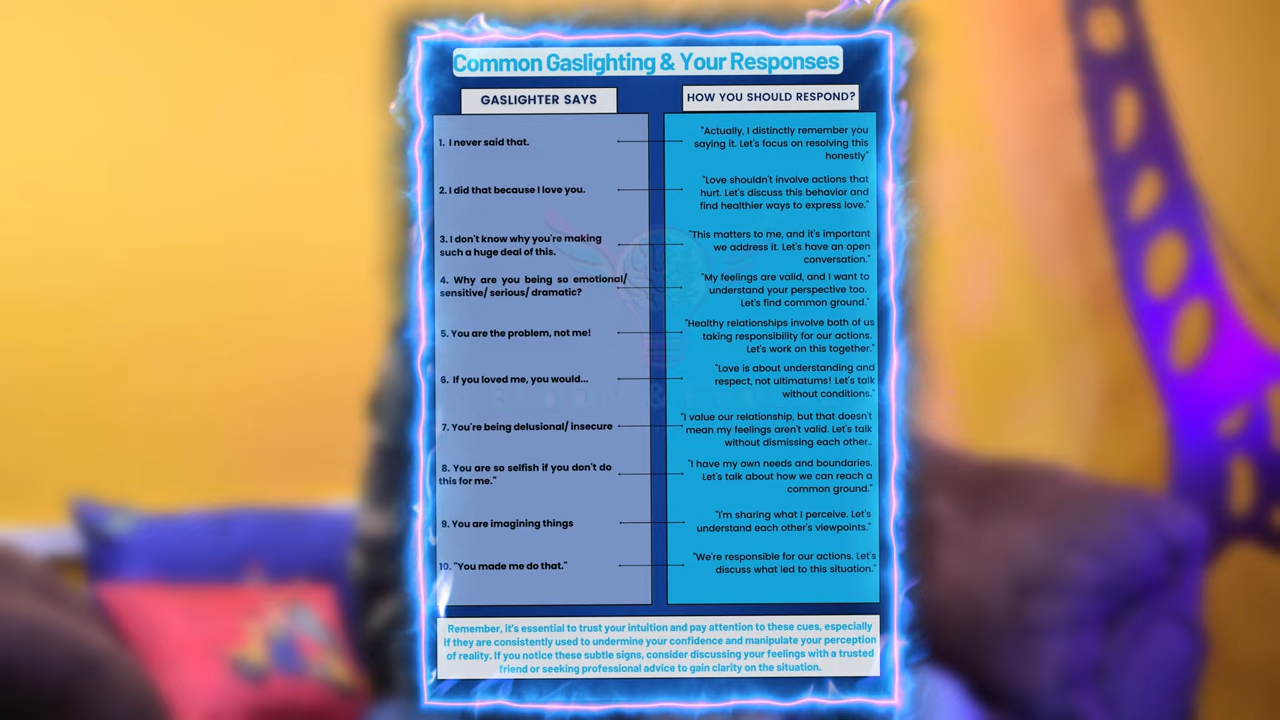 Common Gaslighting & Your Responses
GASLIGHTER SAYS
HOW YOU SHOULD RESPOND?
1. I never said that.
"Actually, I distinctly remember you
saying it. Let's focus on resolving this
honestly"
2. I did that because I love you.
"Love shouldn't involve actions that
hurt. Let's discuss this behavior and
find healthier ways to express love."
3. I don't know why you're making
such a huge deal of this.
"This matters to me, and it's important
we address it. Let's have an open
conversation."
4. Why are you being so emotional/
sensitive/ serious/ dramatic?
"My feelings are valid, and I want to
understand your perspective too.
Let's find common ground."
5. You are the problem, not me!
"Healthy relationships involve both of us
taking responsibility for our actions.
Let's work on this together."
6. If you loved me, you would...
"Love is about understanding and
respect, not ultimatums! Let's talk
without conditions."
7. You're being delusional/ insecure
"I value our relationship, but that doesn't
mean my feelings aren't valid. Let's talk
without dismissing each other..
8. You are so selfish if you don't do
this for me."
"I have my own needs and boundaries.
Let's talk about how we can reach a
common ground."
9. You are imagining things
"I'm sharing what I perceive. Let's
understand each other's viewpoints."
10. "You made me do that."
"We're responsible for our actions. Let's
discuss what led to this situation."
Remember, it's essential to trust your intuition and pay attention to these cues, especially
if they are consistently used to undermine your confidence and manipulate your perception
of reality. If you notice these subtle signs, consider discussing your feelings with a trusted
friend or seeking professional advice to gain clarity on the situation.